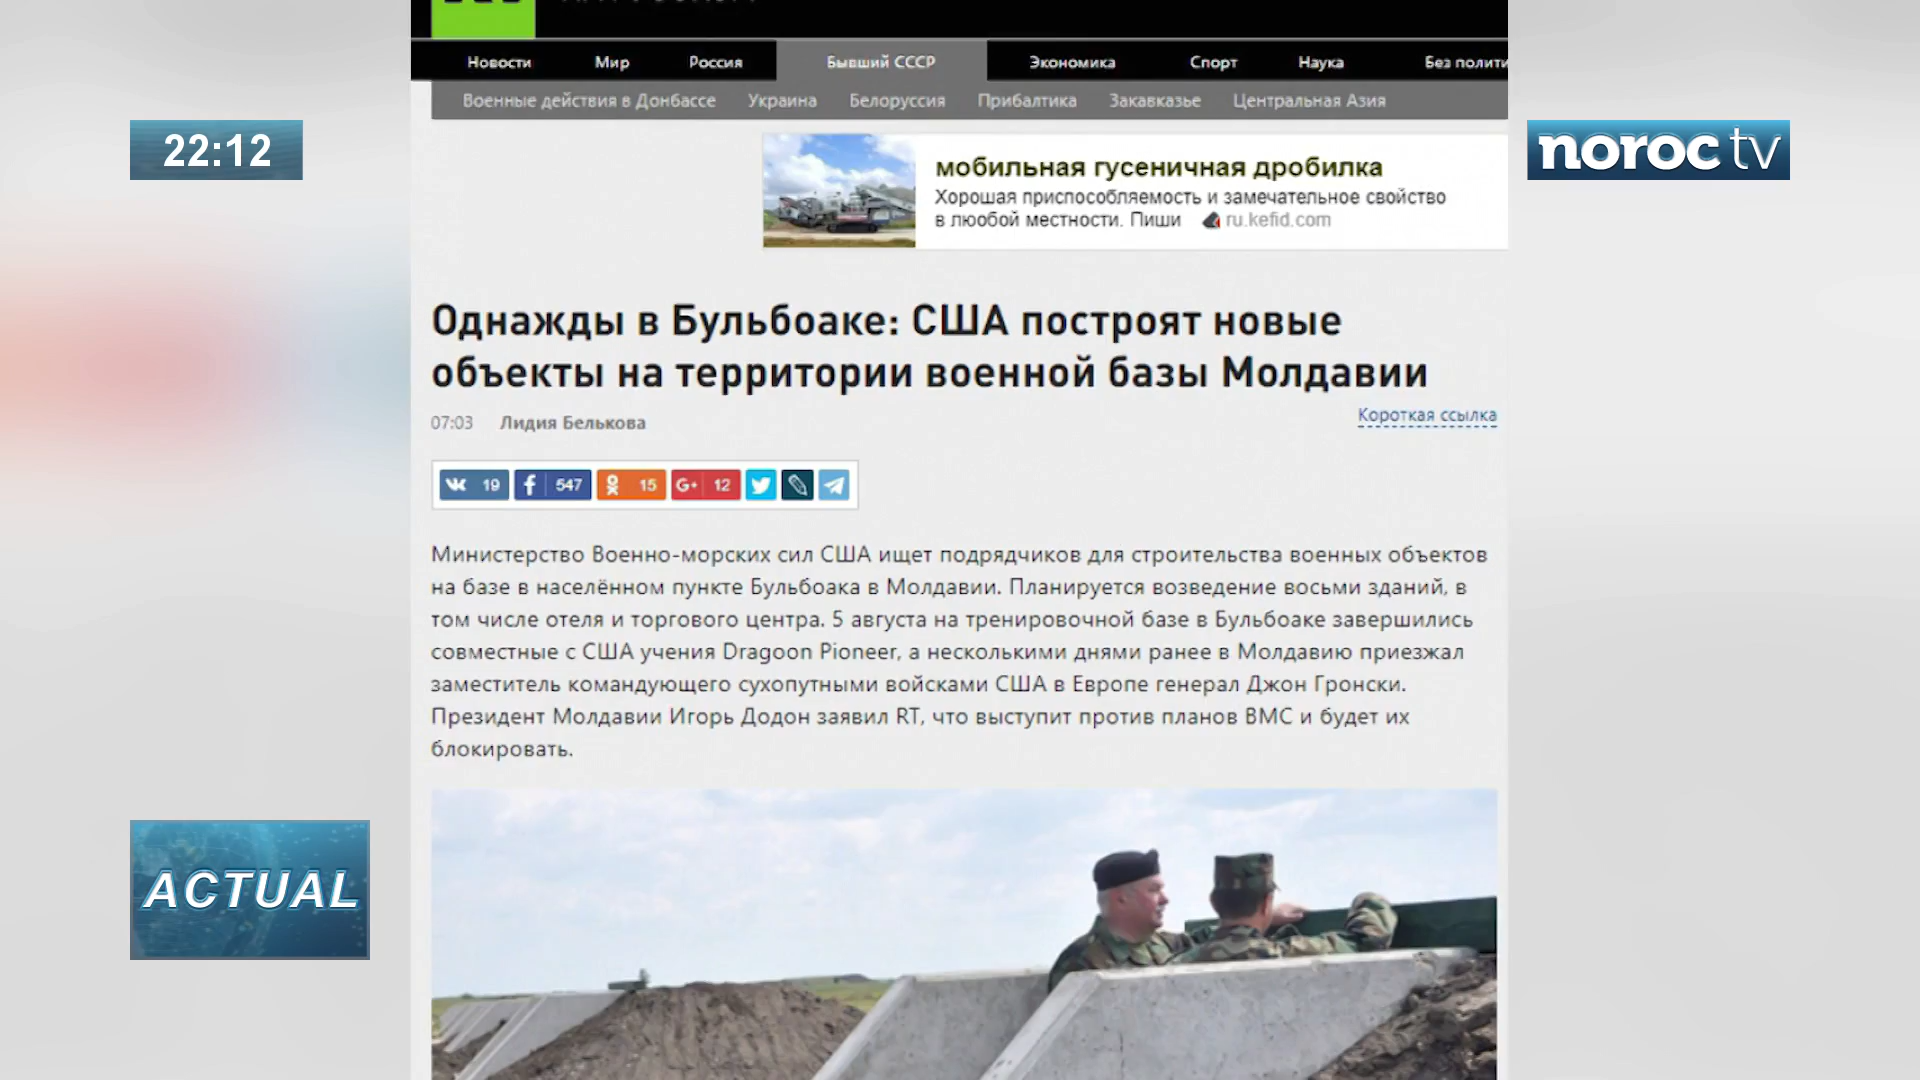 Новости Мир Россия Бывший СССР Экономика Спорт Наука Без полити
Военные действия в Донбассе Украина Белоруссия Прибалтика Закавказье Центральная Азия
22:12
noroc tv
мобильная гусеничная дробилка
Хорошая приспособляемость и замечательное свойство
в любой местности. Пиши ru.kefid.com
Однажды в Бульбоаке: США построят новые
объекты на территории военной базы Молдавии
07:03 Лидия Белькова
Короткая ссылка
19 547 15 G+ 12
Министерство Военно-морских сил США ищет подрядчиков для строительства военных объектов
на базе в населённом пункте Бульбоака в Молдавии. Планируется возведение восьми зданий, в
том числе отеля и торгового центра. 5 августа на тренировочной базе в Бульбоаке завершились
совместные с США учения Dragoon Pioneer, а несколькими днями ранее в Молдавию приезжал
заместитель командующего сухопутными войсками США в Европе генерал Джон Гронски.
Президент Молдавии Игорь Додон заявил RT, что выступит против планов ВМС и будет их
блокировать.
ACTUAL